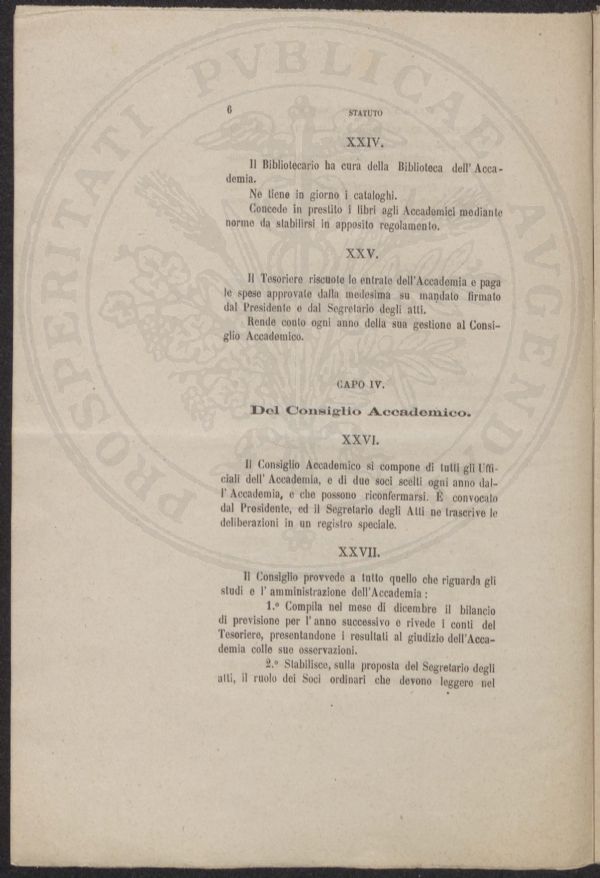 PROSPERITATI PVBLICAE AVGENDAE
6
STATUTO
XXIV.
Il Bibliotecario ha cura della Biblioteca dell' Acca-
demia.
Ne tiene in giorno i cataloghi.
Concede in prestito i libri agli Accademici mediante
norme da stabilirsi in apposito regolamento.
XXV.
Il Tesoriere riscuote le entrate dell'Accademia e paga
le spese approvate dalla medesima su mandato firmato
dal Presidente e dal Segretario degli atti.
Rende conto ogni anno della sua gestione al Consi-
glio Accademico.
CAPO IV.
Del Consiglio Accademico.
XXVI.
Il Consiglio Accademico si compone di tutti gli Uffi-
ciali dell' Accademia, e di due soci scelti ogni anno dal-
l' Accademia, e che possono riconfermarsi. È convocato
dal Presidente, ed il Segretario degli Atti ne trascrive le
deliberazioni in un registro speciale.
XXVII.
Il Consiglio provvede a tutto quello che riguarda gli
studi e l' amministrazione dell'Accademia :
1.º Compila nel mese di dicembre il bilancio
di previsione per l' anno successivo e rivede i conti del
Tesoriere, presentandone i resultati al giudizio dell'Acca-
demia colle sue osservazioni.
2.º Stabilisce, sulla proposta del Segretario degli
atti, il ruolo dei Soci ordinari che devono leggere nel